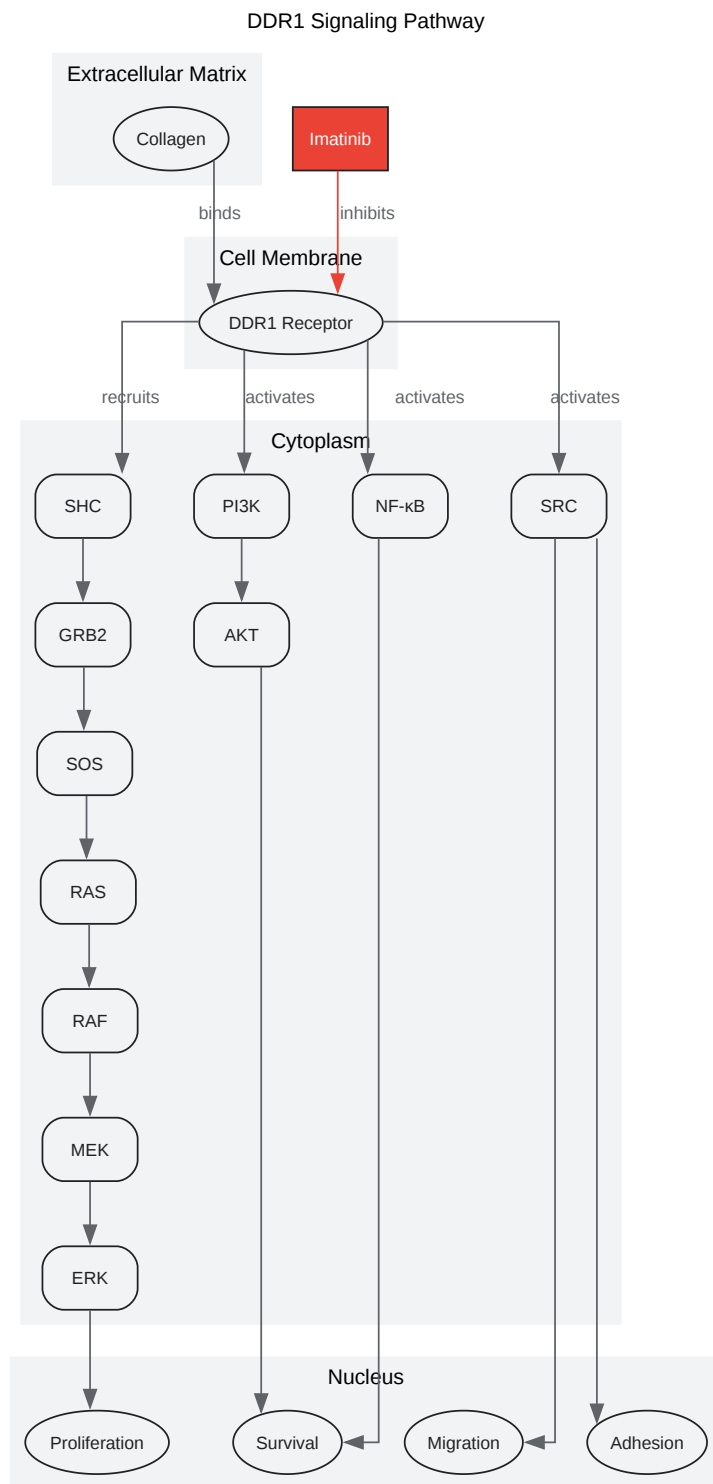 DDR1 Signaling Pathway
Extracellular Matrix
Collagen
Imatinib
binds
inhibits
Cell Membrane
DDR1 Receptor
recruits
activates
activates
activates
Cytoplasm
SHC
PI3K
NF-κB
SRC
GRB2
AKT
SOS
RAS
RAF
MEK
ERK
Nucleus
Proliferation
Survival
Migration
Adhesion